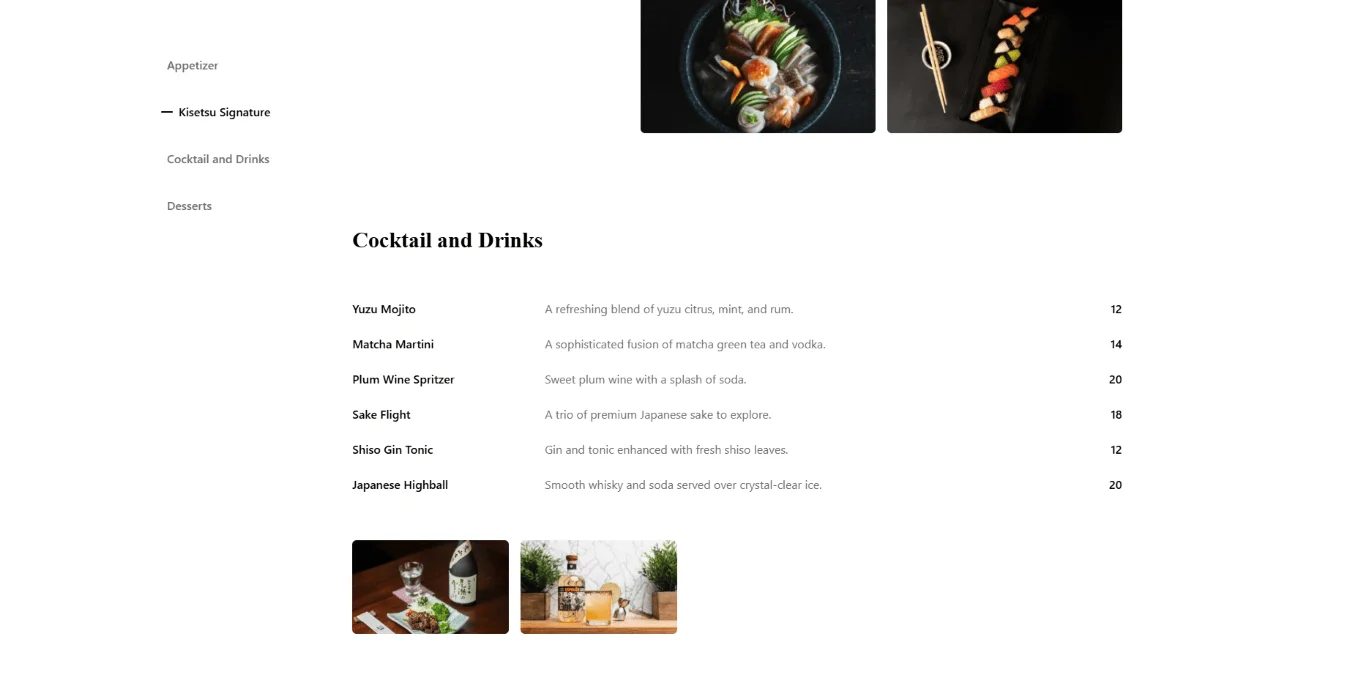 Appetizer
Kisetsu Signature
Cocktail and Drinks
Desserts
Cocktail and Drinks
Yuzu Mojito A refreshing blend of yuzu citrus, mint, and rum. 12
Matcha Martini A sophisticated fusion of matcha green tea and vodka. 14
Plum Wine Spritzer Sweet plum wine with a splash of soda. 20
Sake Flight A trio of premium Japanese sake to explore. 18
Shiso Gin Tonic Gin and tonic enhanced with fresh shiso leaves. 12
Japanese Highball Smooth whisky and soda served over crystal-clear ice. 20